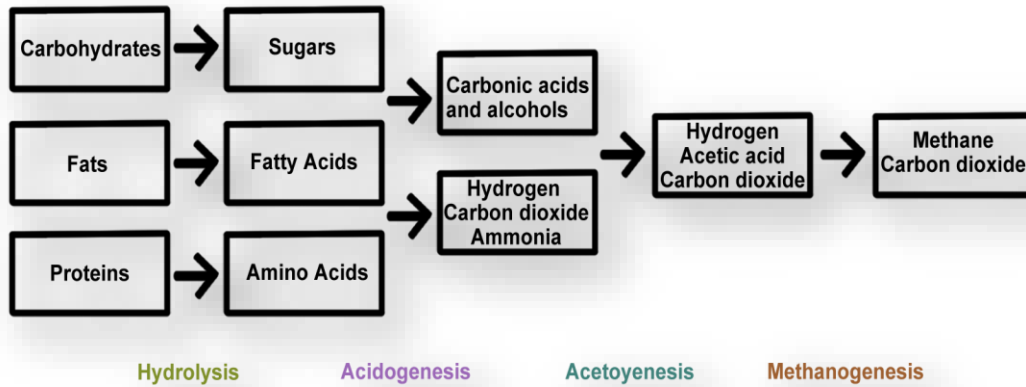 Carbohydrates
Sugars
Carbonic acids
and alcohols
Fats
Fatty Acids
Hydrogen
Acetic acid
Carbon dioxide
Methane
Carbon dioxide
Hydrogen
Carbon dioxide
Ammonia
Proteins
Amino Acids
Hydrolysis
Acidogenesis
Acetoyenesis
Methanogenesis